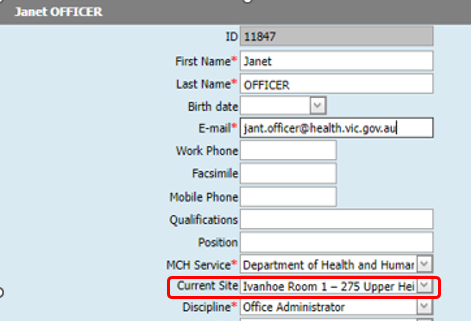 Janet OFFICER
ID 11847
First Name* Janet
Last Name* OFFICER
Birth date
E-mail* jant.officer@health.vic.gov.au
Work Phone
Facsimile
Mobile Phone
Qualifications
Position
MCH Service* Department of Health and Humar
Current Site Ivanhoe Room 1 – 275 Upper Hei
Discipline* Office Administrator